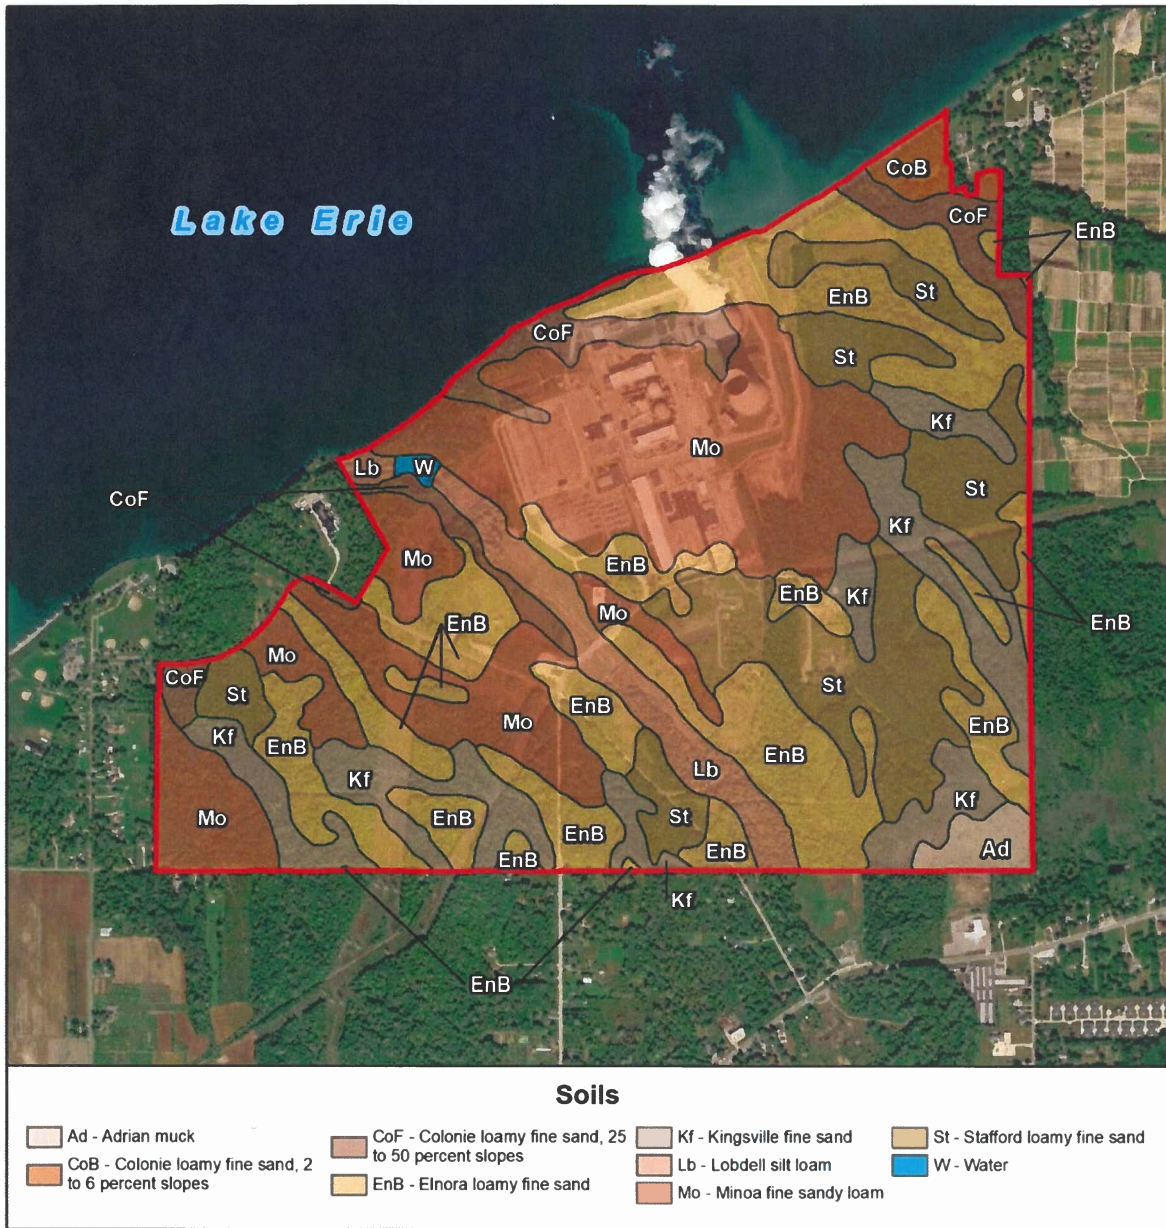 CoB
CoF
EnB
Lake Erie
EnB
St
CoF
St
Kf
Mo
Lb
W
St
CoF
Kf
Mo
EnB
EnB
Kf
Mo
EnB
EnB
Mo
CoF
St
St
EnB
Mo
EnB
Kf
EnB
EnB
Kf
Lb
Kf
Mo
EnB
EnB
St
EnB
Ad
EnB
Kf
EnB
Soils
Ad - Adrian muck
CoB - Colonie loamy fine sand, 2
to 6 percent slopes
CoF - Colonie loamy fine sand, 25
to 50 percent slopes
EnB - Elnora loamy fine sand
Kf - Kingsville fine sand
Lb - Lobdell silt loam
Mo - Minoa fine sandy loam
St - Stafford loamy fine sand
W - Water